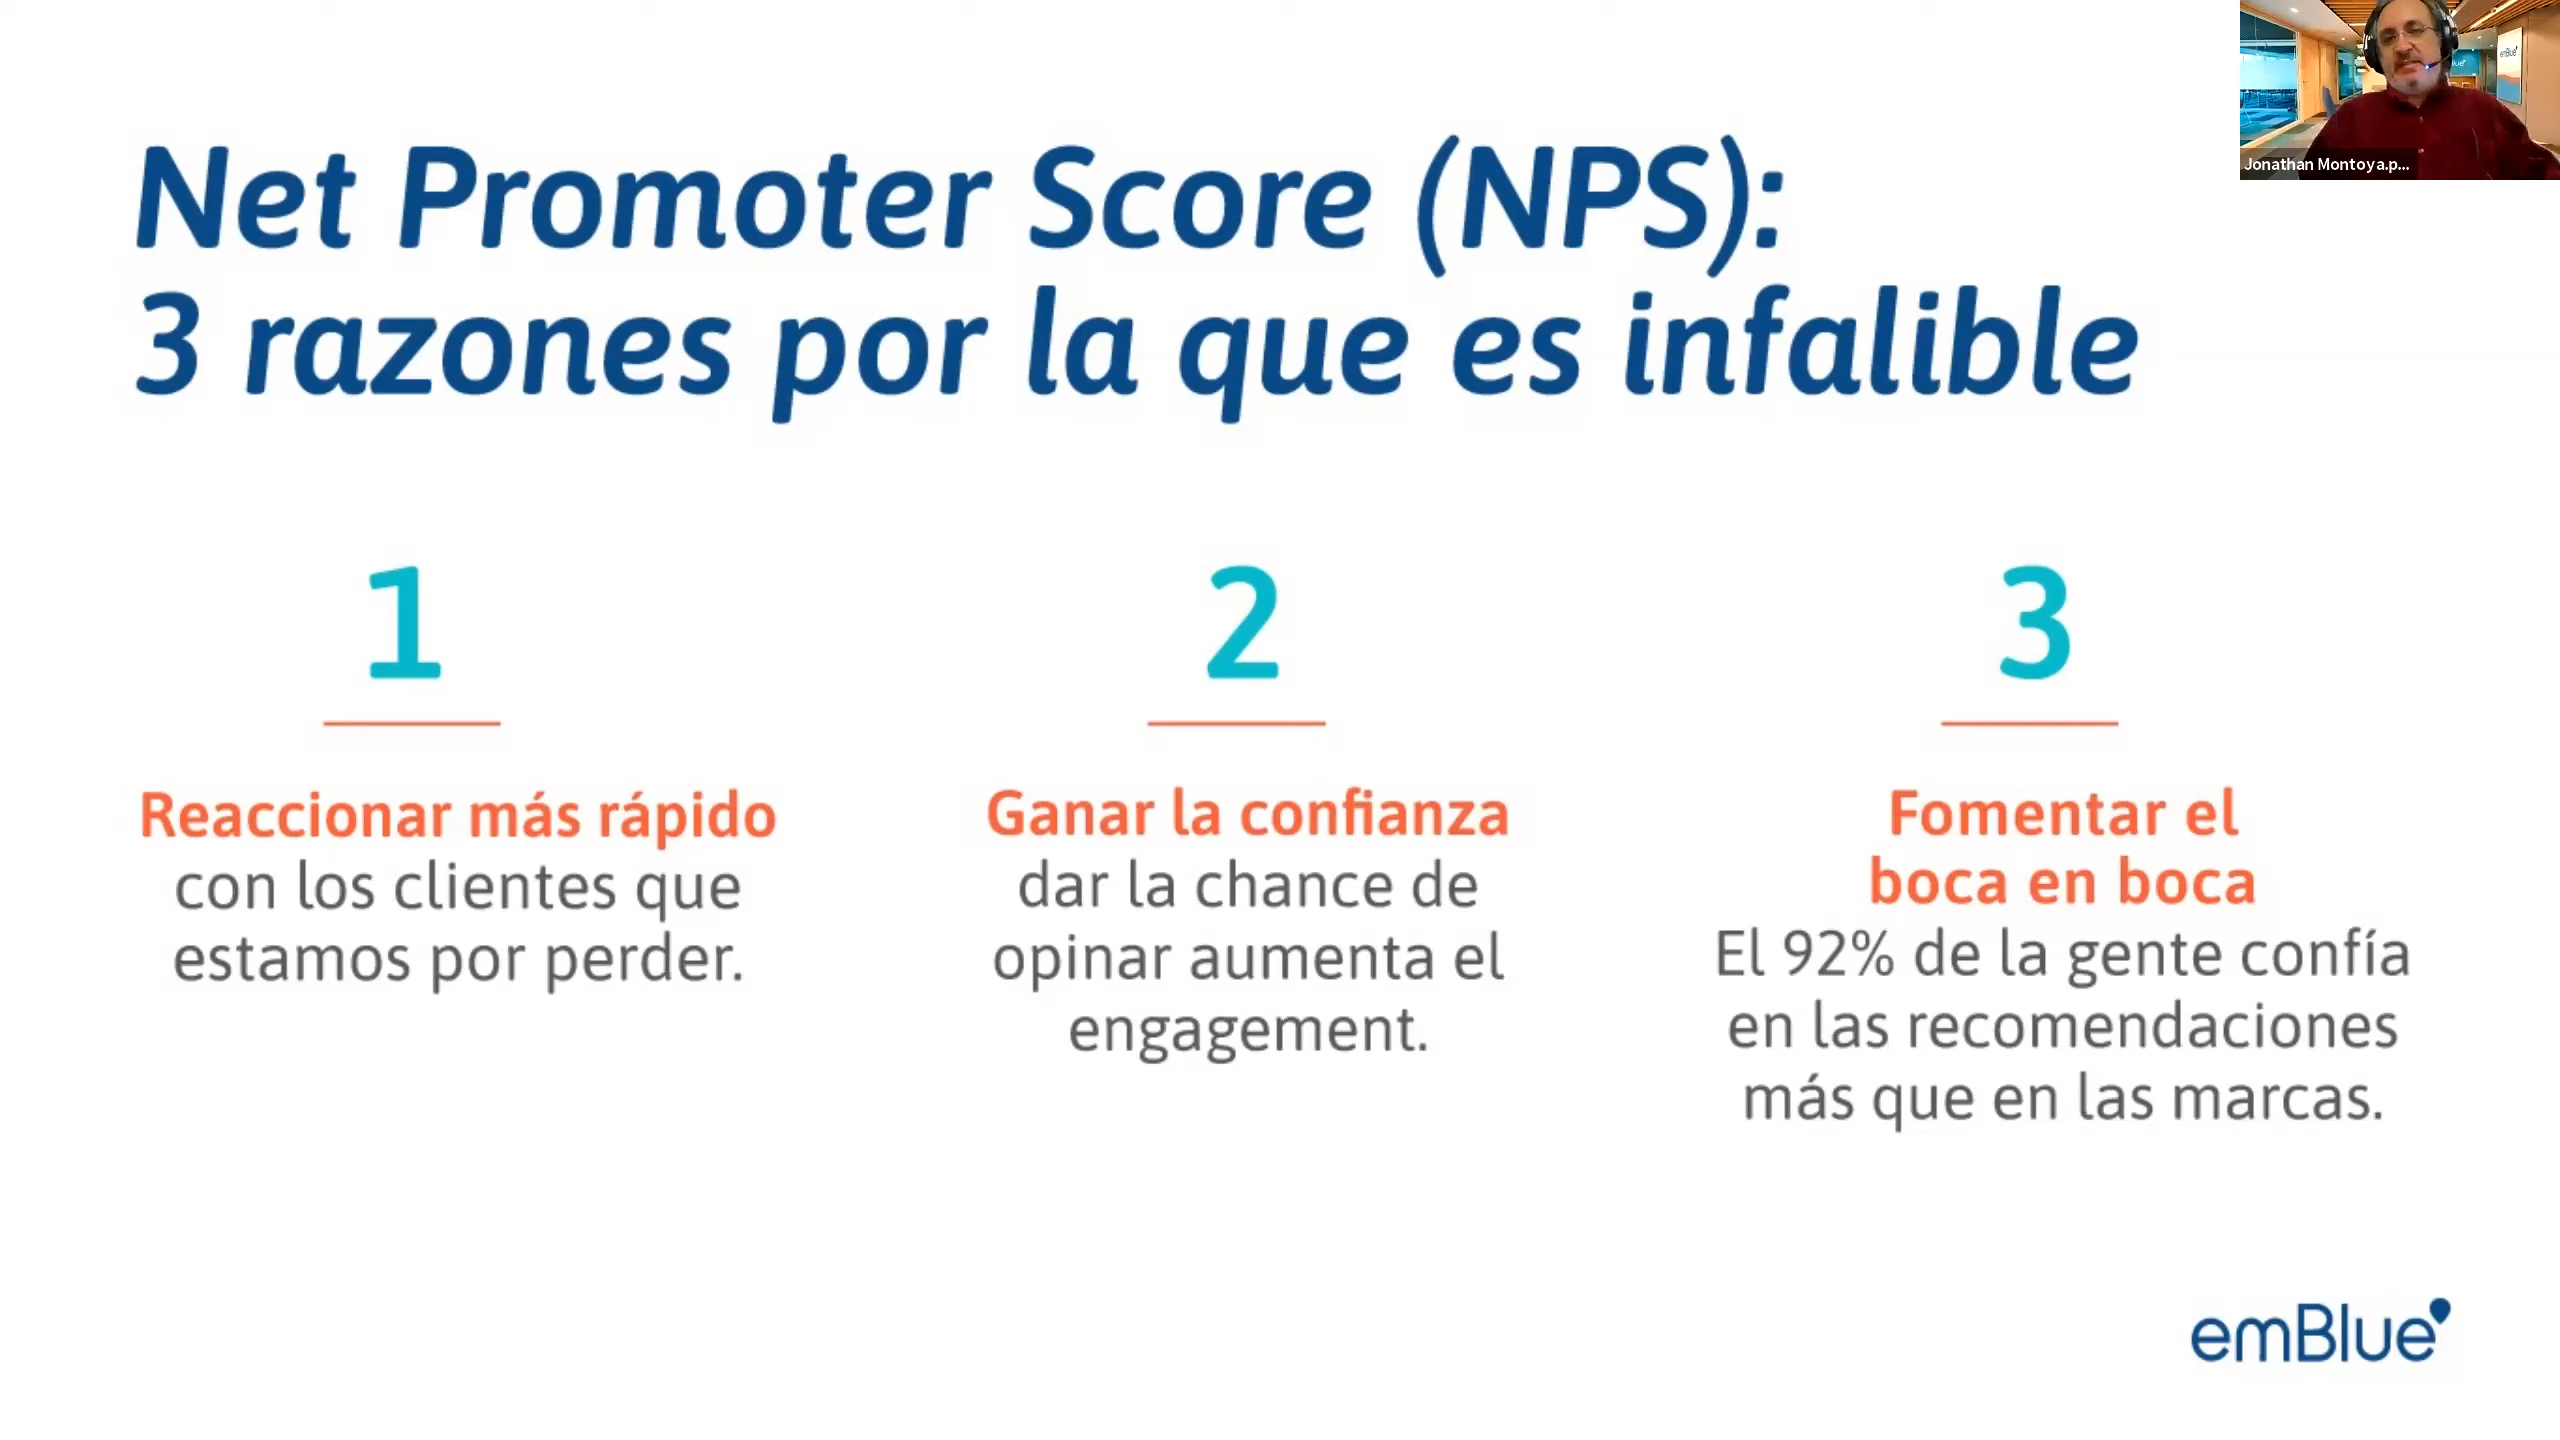 Net Promoter Score (NPS):
3 razones por la que es infalible
1
Reaccionar más rápido
con los clientes que
estamos por perder.
2
Ganar la confianza
dar la chance de
opinar aumenta el
engagement.
3
Fomentar el
boca en boca
El 92% de la gente confía
en las recomendaciones
más que en las marcas.
emBlue
Jonathan Montoya.p...
emBlue